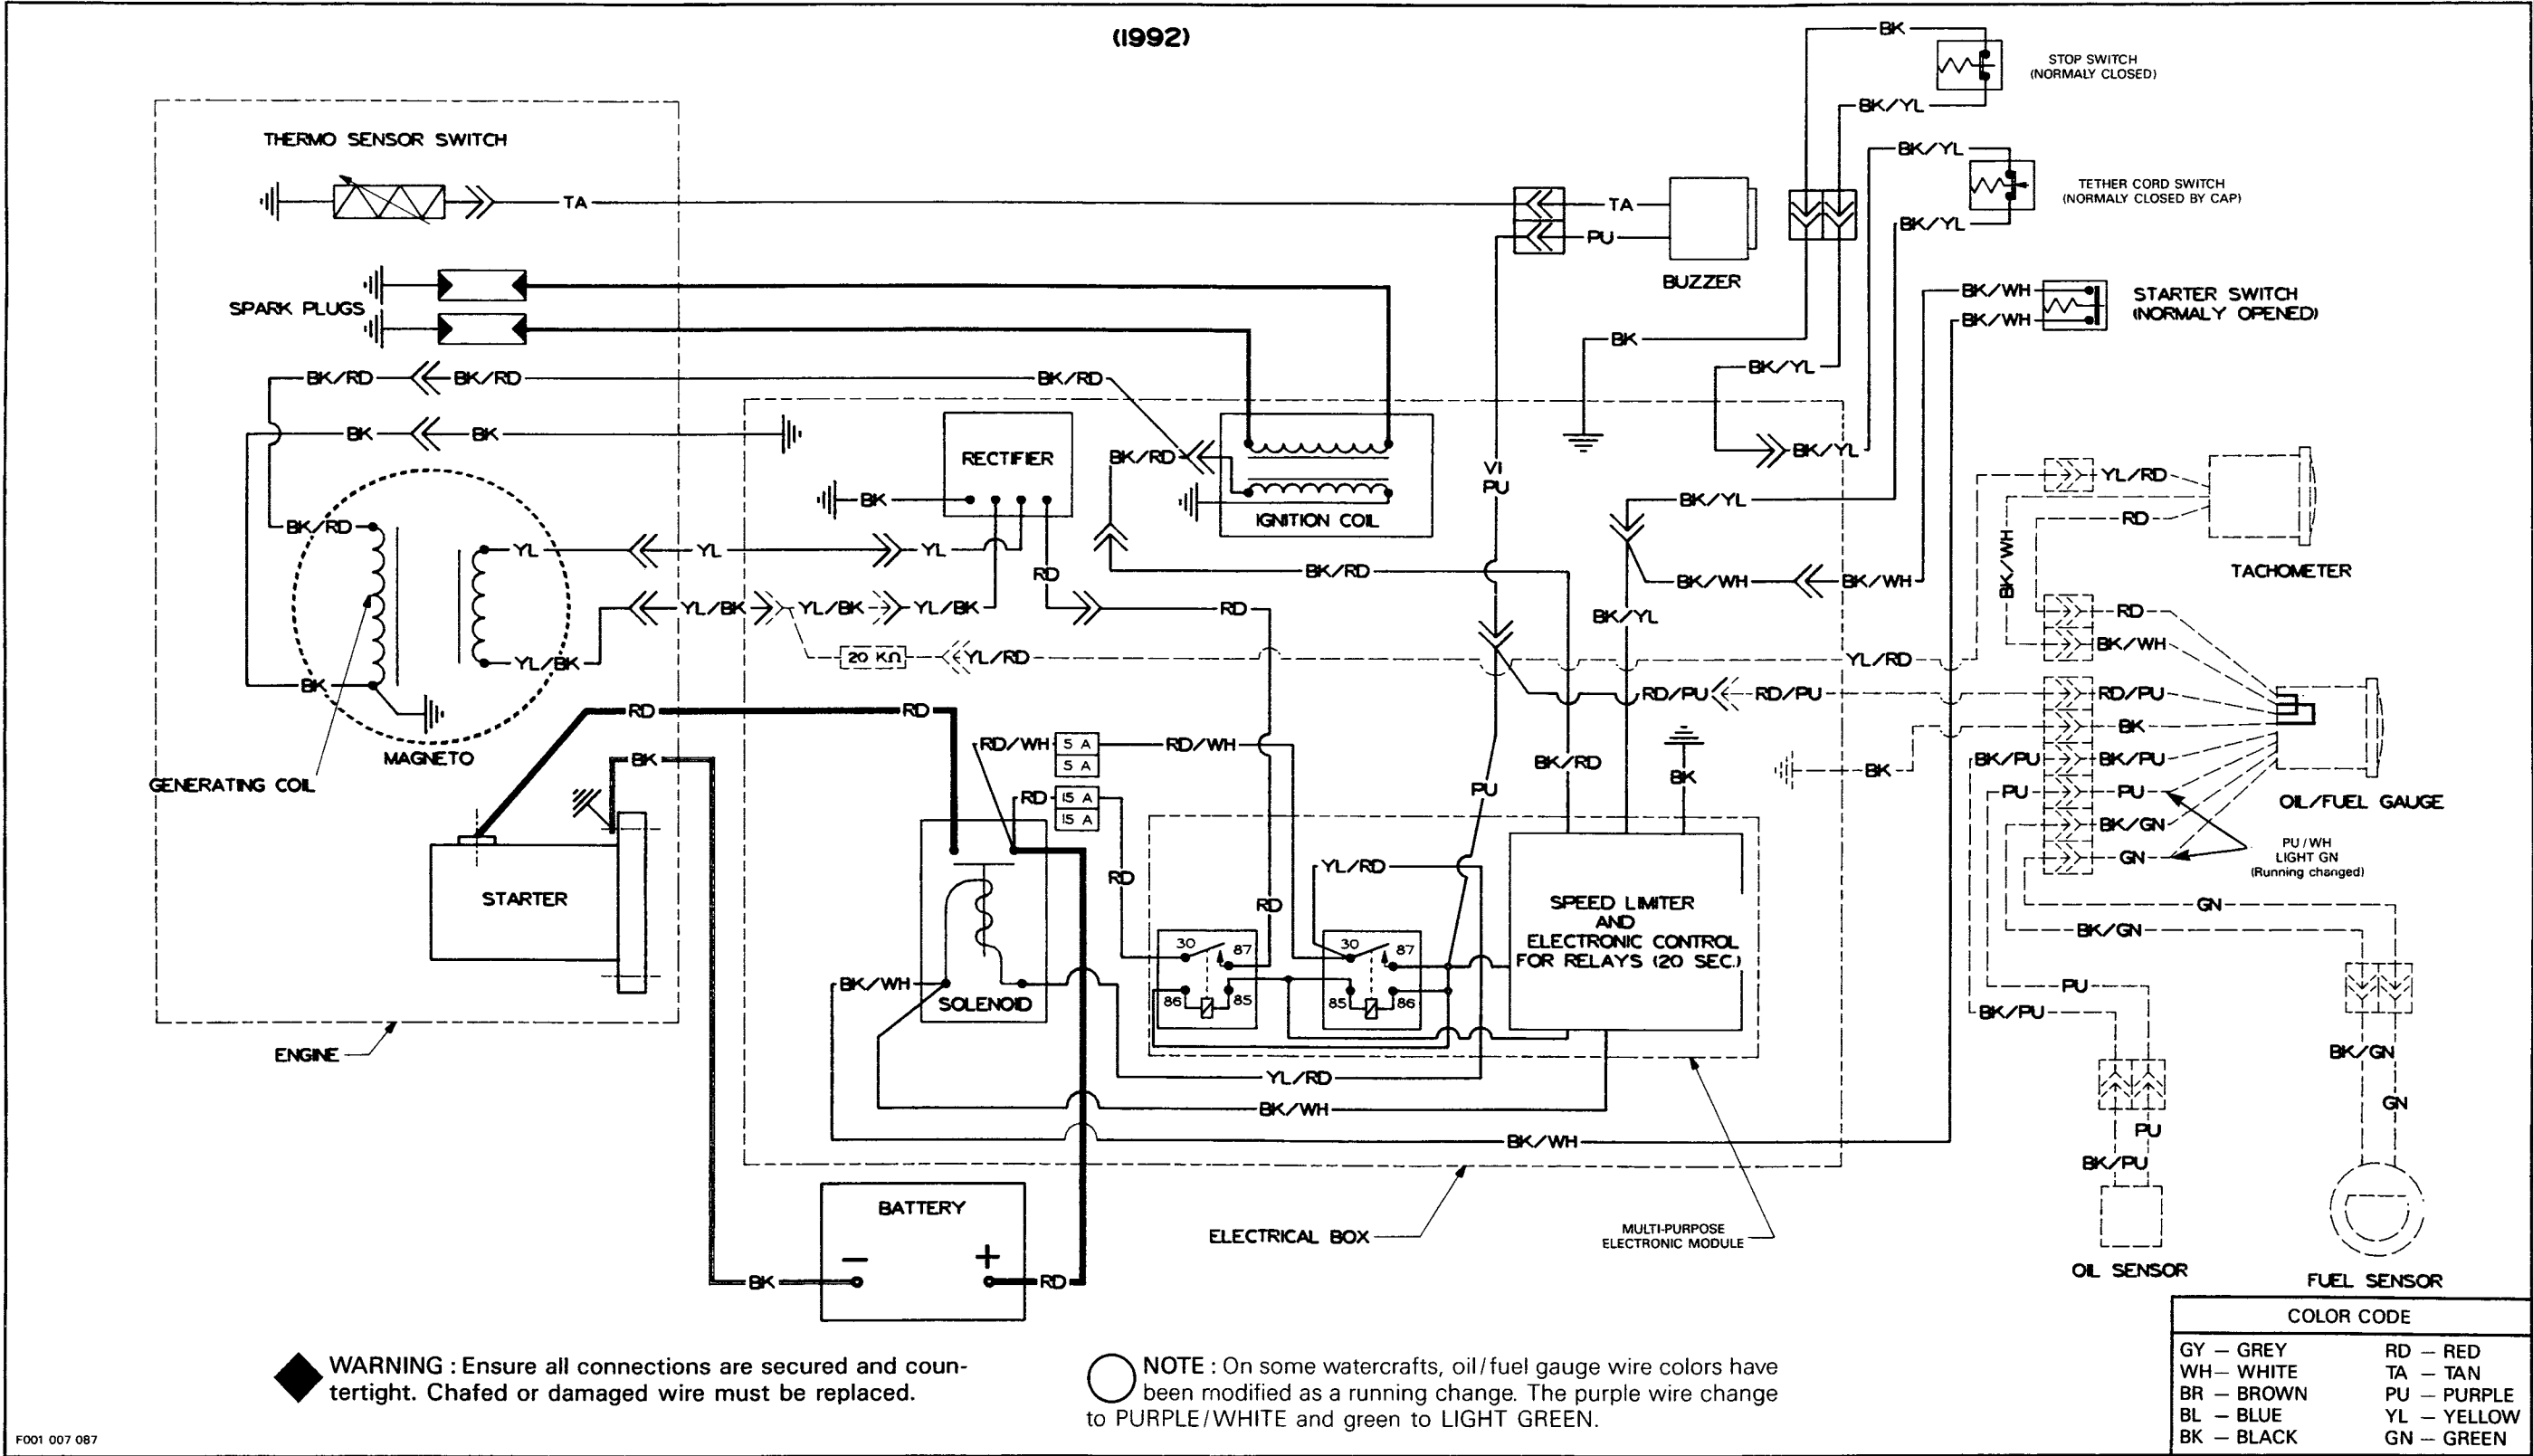 (1992)
BK
STOP SWITCH
(NORMALY CLOSED)
BK/YL
THERMO SENSOR SWITCH
BK/YL
TETHER CORD SWITCH
(NORMALY CLOSED BY CAP)
TA
TA
BK/YL
PU
BUZZER
SPARK PLUGS
BK/WH
STARTER SWITCH
(NORMALY OPENED)
BK/WH
BK
BK/YL
BK/RD
BK/RD
BK/RD
BK
BK
RECTIFIER
BK/RD
BK/YL
VI
PU
YL/RD
BK
BK/YL
IGNITION COIL
RD
BK/RD
YL
YL
YL
BK/WH
TACHOMETER
RD
BK/RD
BK/WH
BK/WH
YL/BK
YL/BK
YL/BK
RD
BK/YL
RD
BK/WH
YL/BK
20 KΩ
YL/RD
YL/RD
BK
RD/PU
RD/PU
RD/PU
RD
RD
BK
MAGNETO
RD/WH
5 A
RD/WH
5 A
BK
BK/RD
BK
BK
BK/PU
BK/PU
GENERATING COIL
PU
PU
PU
RD
15 A
15 A
OIL/FUEL GAUGE
BK/GN
PU/WH
LIGHT GN
(Running changed)
GN
STARTER
RD
YL/RD
RD
SPEED LIMITER
AND
ELECTRONIC CONTROL
FOR RELAYS (20 SEC.)
GN
BK/GN
30
87
30
87
86
85
85
86
BK/WH
SOLENOID
PU
BK/PU
ENGINE
BK/GN
YL/RD
BK/WH
GN
BK/WH
PU
BK/PU
BATTERY
–
+
BK
RD
ELECTRICAL BOX
MULTI-PURPOSE
ELECTRONIC MODULE
OIL SENSOR
FUEL SENSOR
WARNING : Ensure all connections are secured and coun-
tertight. Chafed or damaged wire must be replaced.
NOTE : On some watercrafts, oil/fuel gauge wire colors have
been modified as a running change. The purple wire change
to PURPLE/WHITE and green to LIGHT GREEN.
COLOR CODE
GY – GREY RD – RED
WH – WHITE TA – TAN
BR – BROWN PU – PURPLE
BL – BLUE YL – YELLOW
BK – BLACK GN – GREEN
F001 007 087